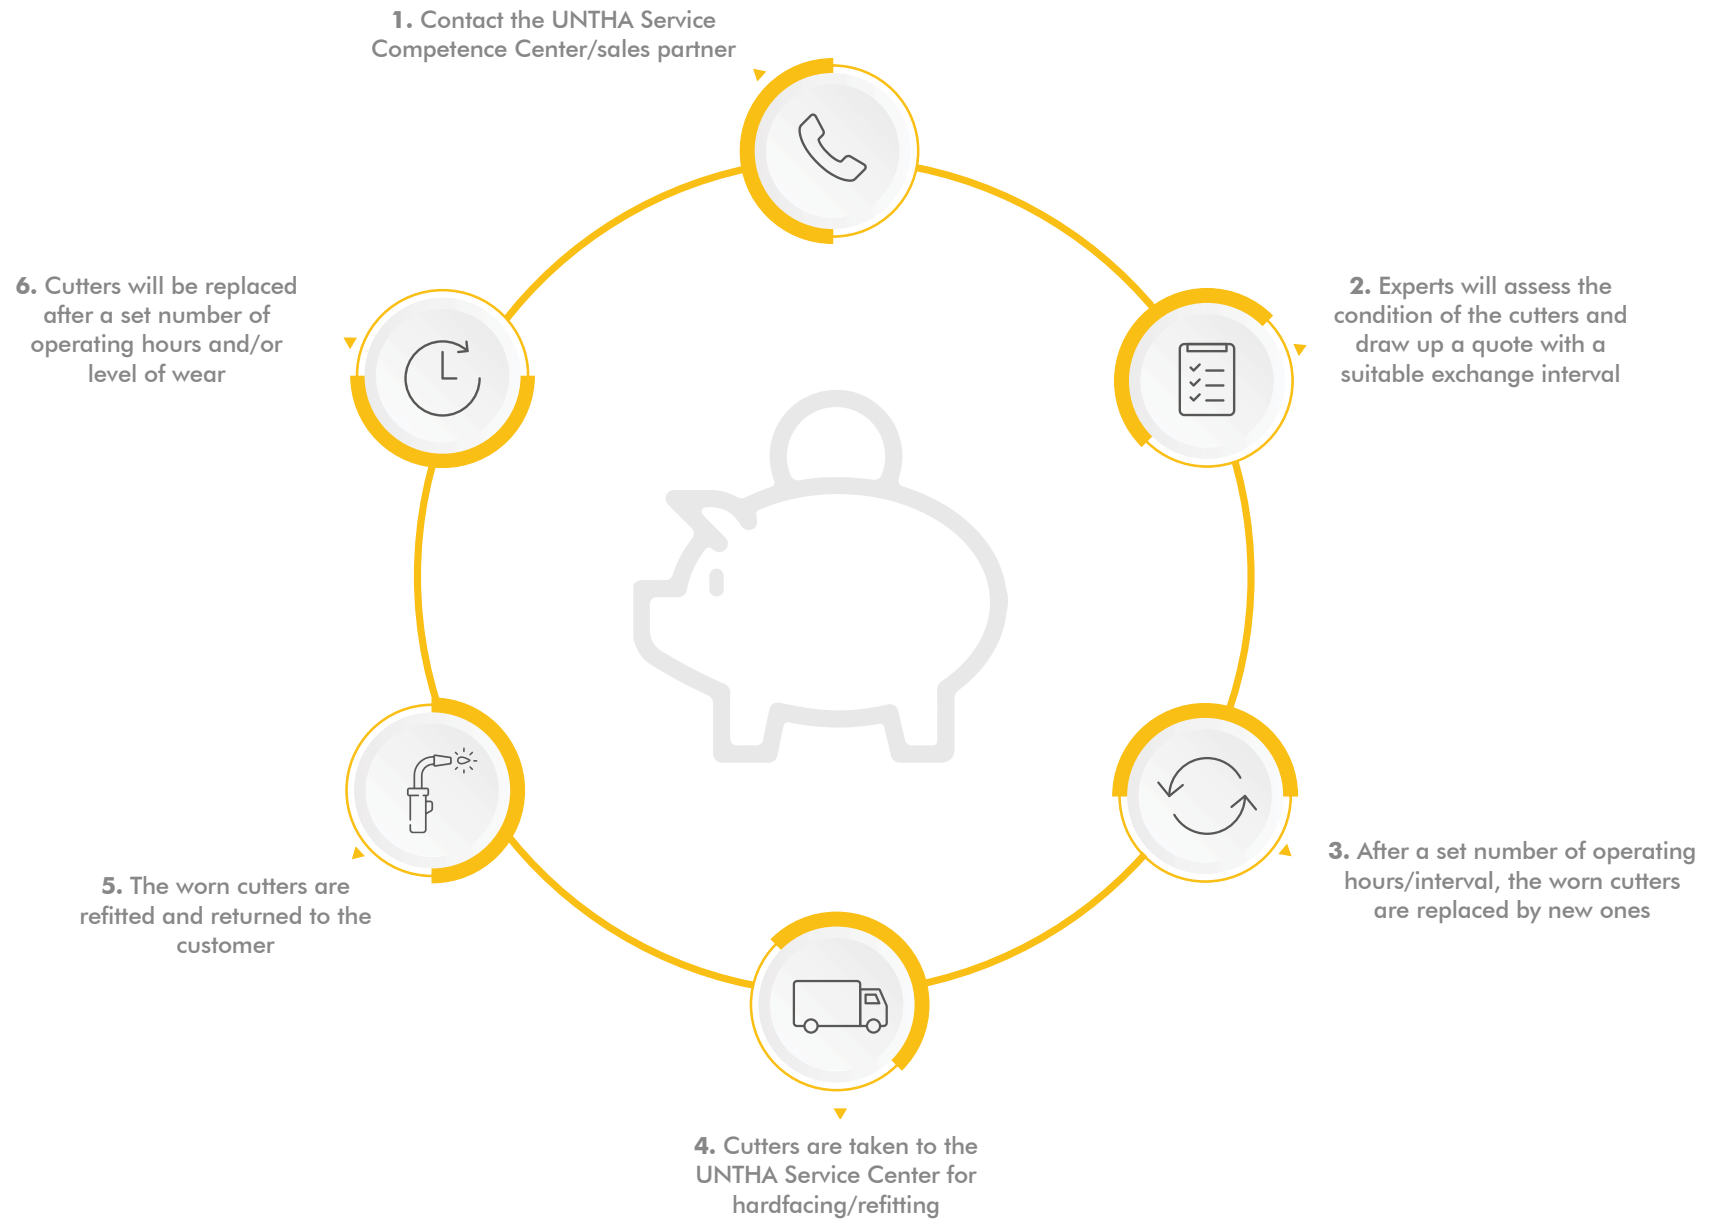 1. Contact the UNTHA Service
Competence Center/sales partner
2. Experts will assess the
condition of the cutters and
draw up a quote with a
suitable exchange interval
3. After a set number of operating
hours/interval, the worn cutters
are replaced by new ones
4. Cutters are taken to the
UNTHA Service Center for
hardfacing/refitting
5. The worn cutters are
refitted and returned to the
customer
6. Cutters will be replaced
after a set number of
operating hours and/or
level of wear